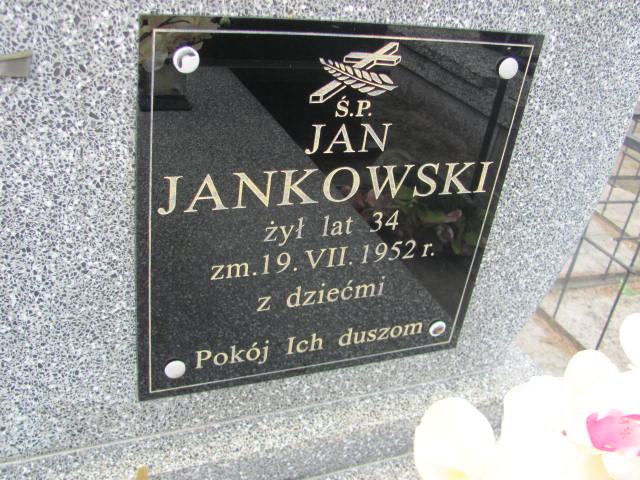 Ś.P.
JAN
JANKOWSKI
żył lat 34
zm. 19. VII. 1952 r.
z dziećmi
Pokój Ich duszom